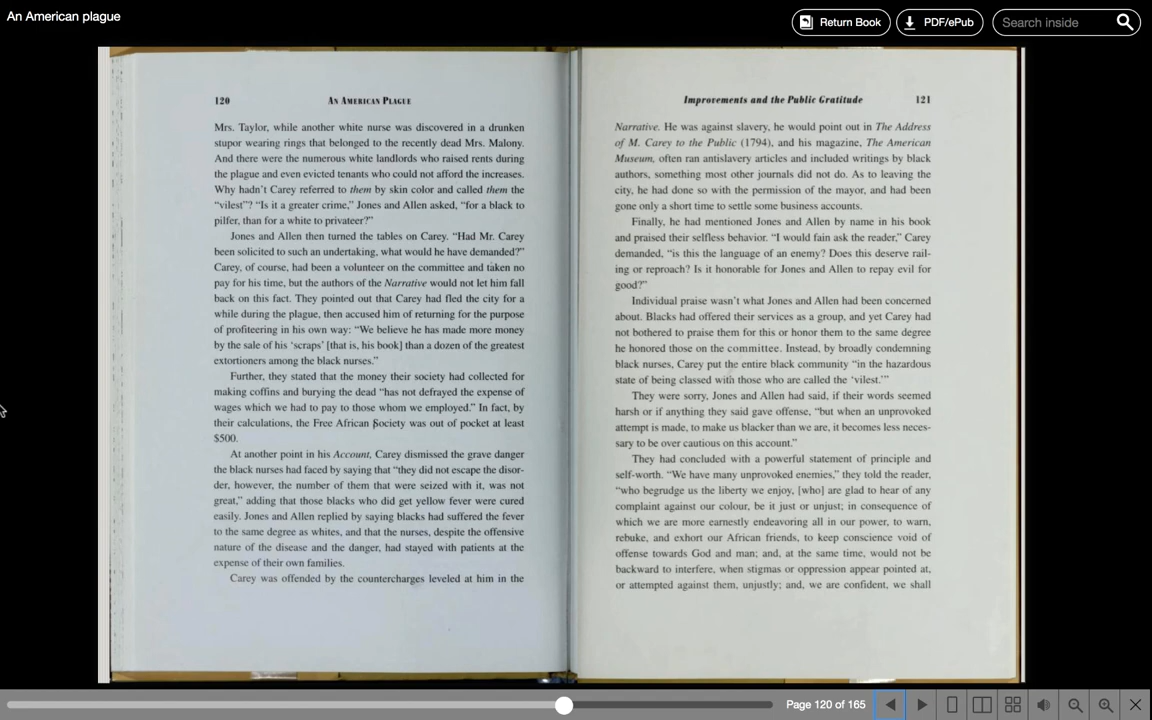 An American plague
Return Book
PDF/ePub
Search inside
120
AN AMERICAN PLAGUE
Mrs. Taylor, while another white nurse was discovered in a drunken
stupor wearing rings that belonged to the recently dead Mrs. Malony.
And there were the numerous white landlords who raised rents during
the plague and even evicted tenants who could not afford the increases.
Why hadn't Carey referred to them by skin color and called them the
“vilest”? “Is it a greater crime,” Jones and Allen asked, “for a black to
pilfer, than for a white to privateer?”
Jones and Allen then turned the tables on Carey. “Had Mr. Carey
been solicited to such an undertaking, what would he have demanded?”
Carey, of course, had been a volunteer on the committee and taken no
pay for his time, but the authors of the Narrative would not let him fall
back on this fact. They pointed out that Carey had fled the city for a
while during the plague, then accused him of returning for the purpose
of profiteering in his own way: “We believe he has made more money
by the sale of his ‘scraps’ [that is, his book] than a dozen of the greatest
extortioners among the black nurses.”
Further, they stated that the money their society had collected for
making coffins and burying the dead “has not defrayed the expense of
wages which we had to pay to those whom we employed.” In fact, by
their calculations, the Free African Society was out of pocket at least
$500.
At another point in his Account, Carey dismissed the grave danger
the black nurses had faced by saying that “they did not escape the disor-
der, however, the number of them that were seized with it, was not
great,” adding that those blacks who did get yellow fever were cured
easily. Jones and Allen replied by saying blacks had suffered the fever
to the same degree as whites, and that the nurses, despite the offensive
nature of the disease and the danger, had stayed with patients at the
expense of their own families.
Carey was offended by the countercharges leveled at him in the
Improvements and the Public Gratitude
121
Narrative. He was against slavery, he would point out in The Address
of M. Carey to the Public (1794), and his magazine, The American
Museum, often ran antislavery articles and included writings by black
authors, something most other journals did not do. As to leaving the
city, he had done so with the permission of the mayor, and had been
gone only a short time to settle some business accounts.
Finally, he had mentioned Jones and Allen by name in his book
and praised their selfless behavior. “I would fain ask the reader,” Carey
demanded, “is this the language of an enemy? Does this deserve rail-
ing or reproach? Is it honorable for Jones and Allen to repay evil for
good?”
Individual praise wasn't what Jones and Allen had been concerned
about. Blacks had offered their services as a group, and yet Carey had
not bothered to praise them for this or honor them to the same degree
he honored those on the committee. Instead, by broadly condemning
black nurses, Carey put the entire black community “in the hazardous
state of being classed with those who are called the ‘vilest.’”
They were sorry, Jones and Allen had said, if their words seemed
harsh or if anything they said gave offense, “but when an unprovoked
attempt is made, to make us blacker than we are, it becomes less neces-
sary to be over cautious on this account.”
They had concluded with a powerful statement of principle and
self-worth. “We have many unprovoked enemies,” they told the reader,
“who begrudge us the liberty we enjoy, [who] are glad to hear of any
complaint against our colour, be it just or unjust; in consequence of
which we are more earnestly endeavoring all in our power, to warn,
rebuke, and exhort our African friends, to keep conscience void of
offense towards God and man; and, at the same time, would not be
backward to interfere, when stigmas or oppression appear pointed at,
or attempted against them, unjustly; and, we are confident, we shall
Page 120 of 165